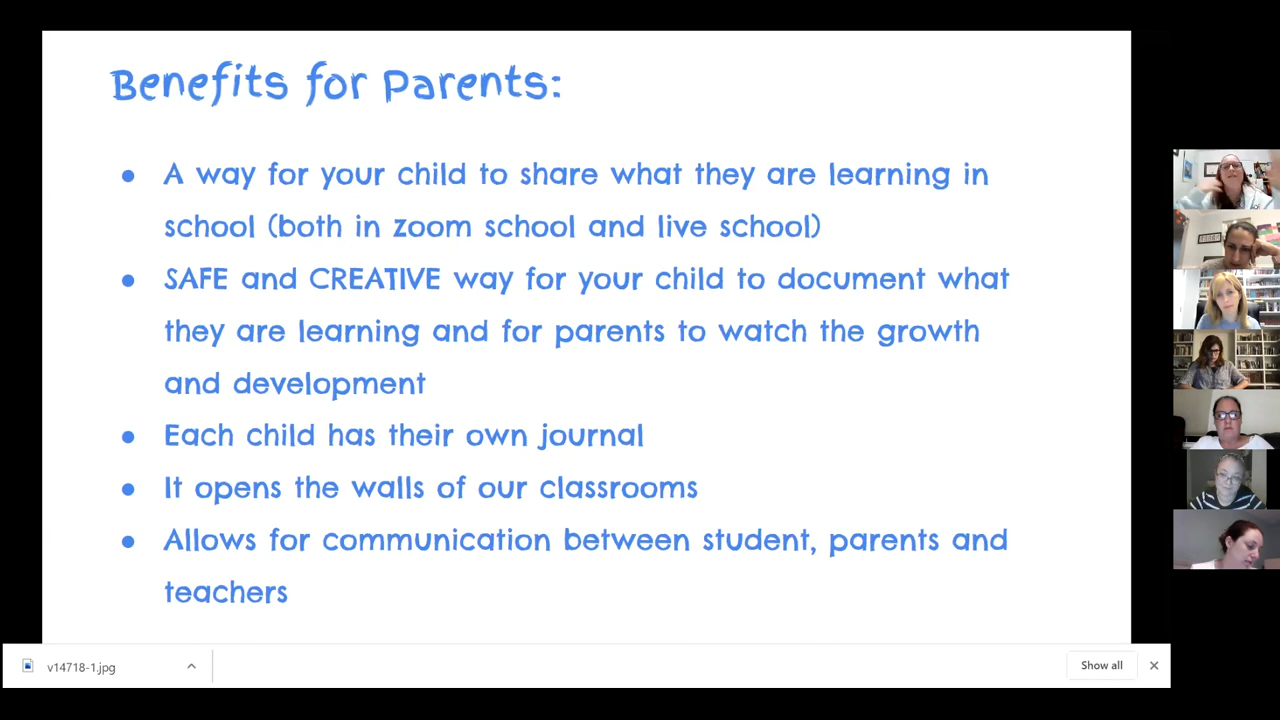 Benefits for Parents:
● A way for your child to share what they are learning in
school (both in zoom school and live school)
● SAFE and CREATIVE way for your child to document what
they are learning and for parents to watch the growth
and development
● Each child has their own journal
● It opens the walls of our classrooms
● Allows for communication between student, parents and
teachers
v14718-1.jpg
Show all